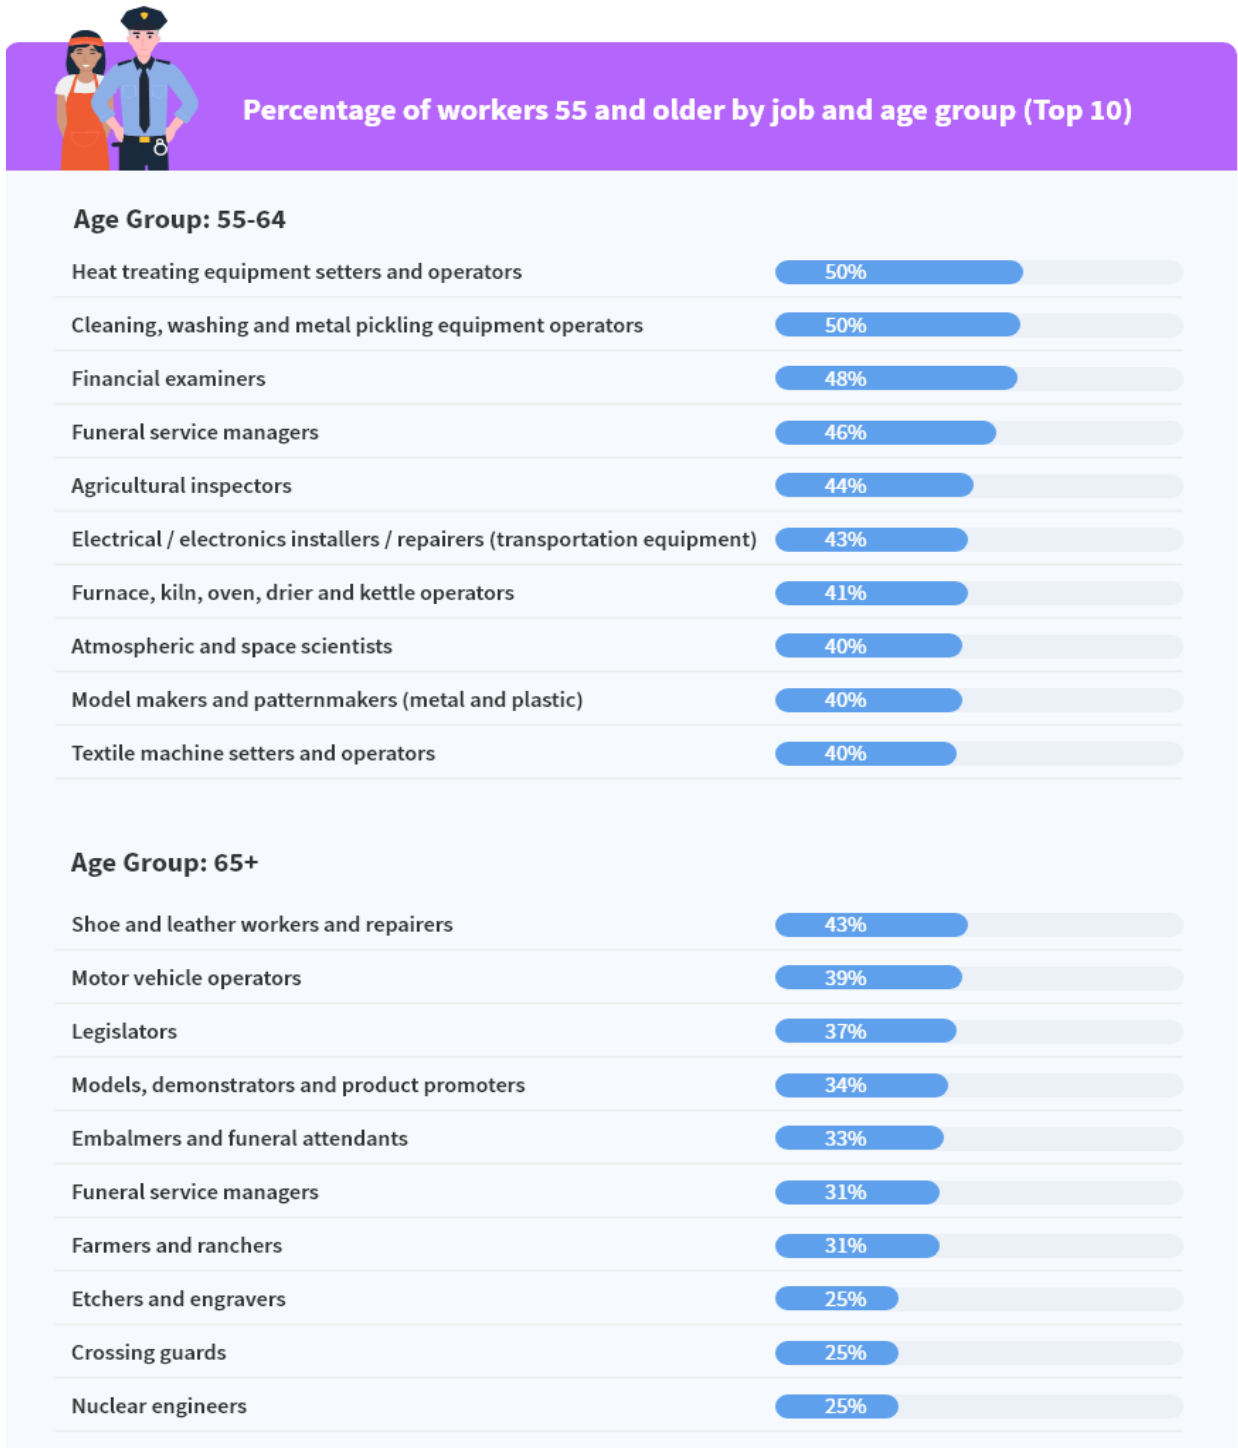 Percentage of workers 55 and older by job and age group (Top 10)
Age Group: 55-64
Heat treating equipment setters and operators 50%
Cleaning, washing and metal pickling equipment operators 50%
Financial examiners 48%
Funeral service managers 46%
Agricultural inspectors 44%
Electrical / electronics installers / repairers (transportation equipment) 43%
Furnace, kiln, oven, drier and kettle operators 41%
Atmospheric and space scientists 40%
Model makers and patternmakers (metal and plastic) 40%
Textile machine setters and operators 40%
Age Group: 65+
Shoe and leather workers and repairers 43%
Motor vehicle operators 39%
Legislators 37%
Models, demonstrators and product promoters 34%
Embalmers and funeral attendants 33%
Funeral service managers 31%
Farmers and ranchers 31%
Etchers and engravers 25%
Crossing guards 25%
Nuclear engineers 25%